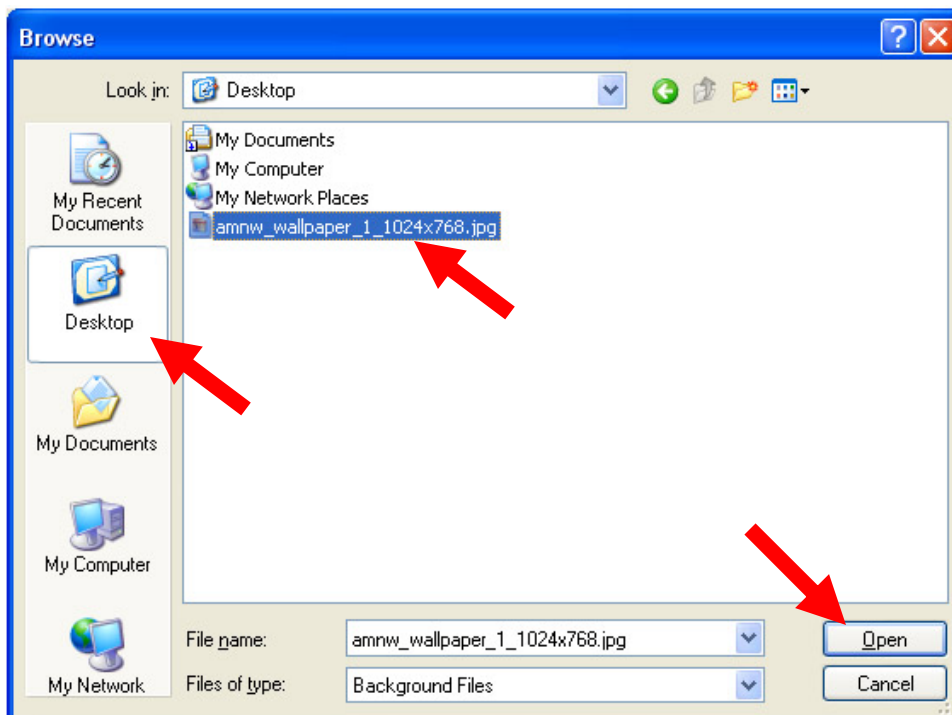 Browse
Look in: Desktop
My Recent
Documents
Desktop
My Documents
My Computer
My Network
My Documents
My Computer
My Network Places
amnw_wallpaper_1_1024x768.jpg
File name: amnw_wallpaper_1_1024x768.jpg Open
Files of type: Background Files Cancel